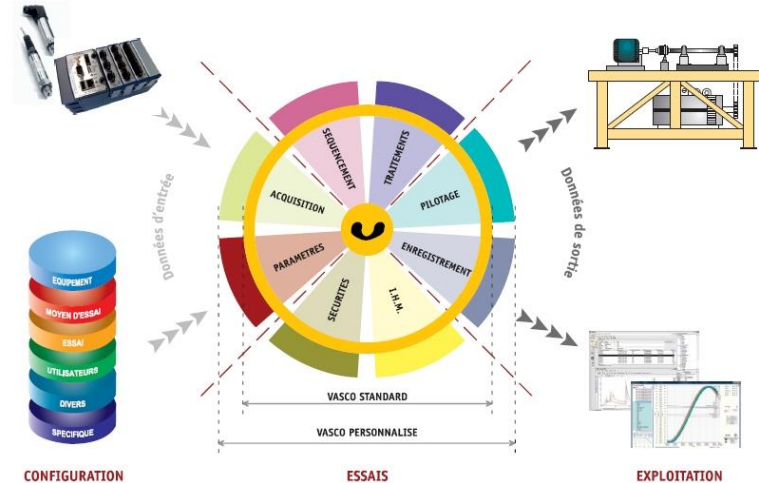 Données d'entrée
EQUIPEMENT
MOYEN D'ESSAI
ESSAI
UTILISATEURS
DIVERS
SPECIFIQUE
CONFIGURATION
SEQUENCEMENT
TRAITEMENTS
ACQUISITION
PILOTAGE
PARAMETRES
ENREGISTREMENT
SECURITES
I.H.M.
VASCO STANDARD
VASCO PERSONNALISE
ESSAIS
Données de sortie
EXPLOITATION